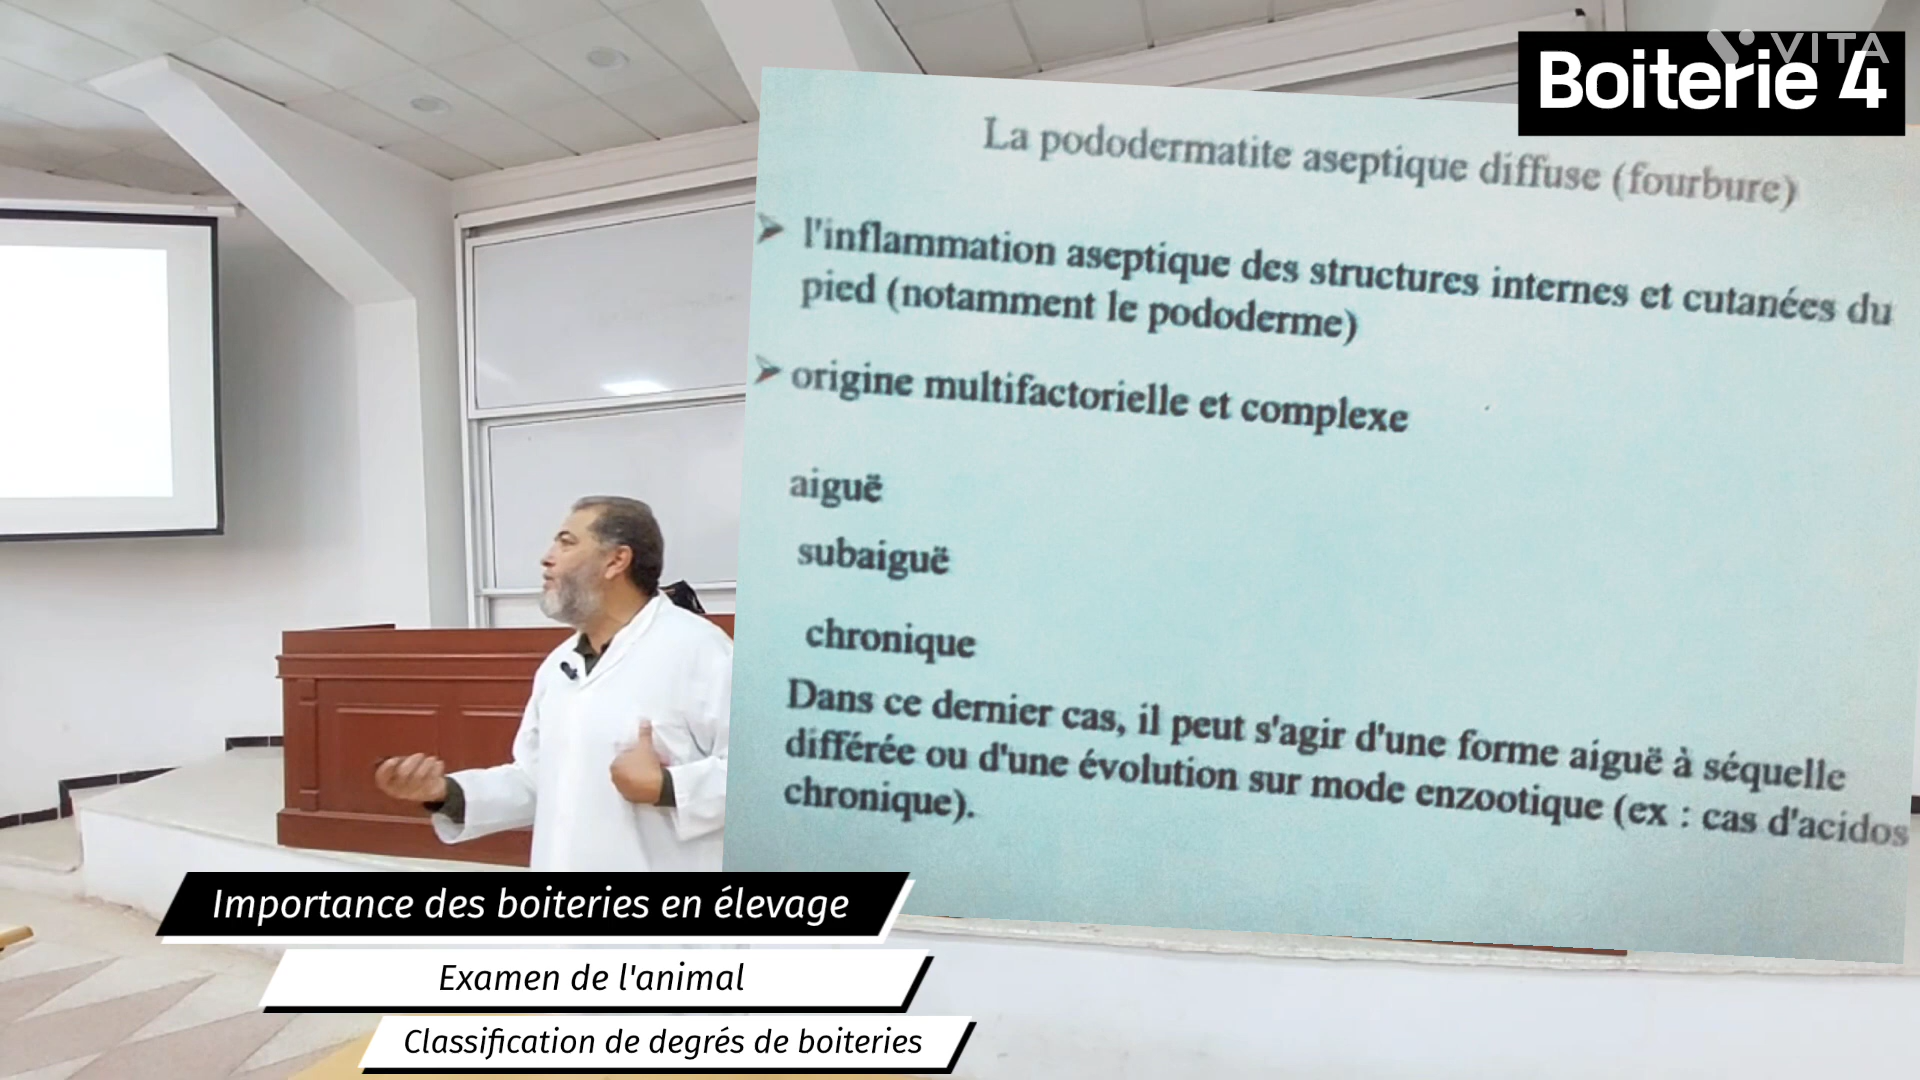 VITA
Boiterie 4
La pododermatite aseptique diffuse (fourbure)
l'inflammation aseptique des structures internes et cutanées du
pied (notamment le pododerme)
origine multifactorielle et complexe
aiguë
subaiguë
chronique
Dans ce dernier cas, il peut s'agir d'une forme aiguë à séquelle
différée ou d'une évolution sur mode enzootique (ex : cas d'acidos
chronique).
Importance des boiteries en élevage
Examen de l'animal
Classification de degrés de boiteries